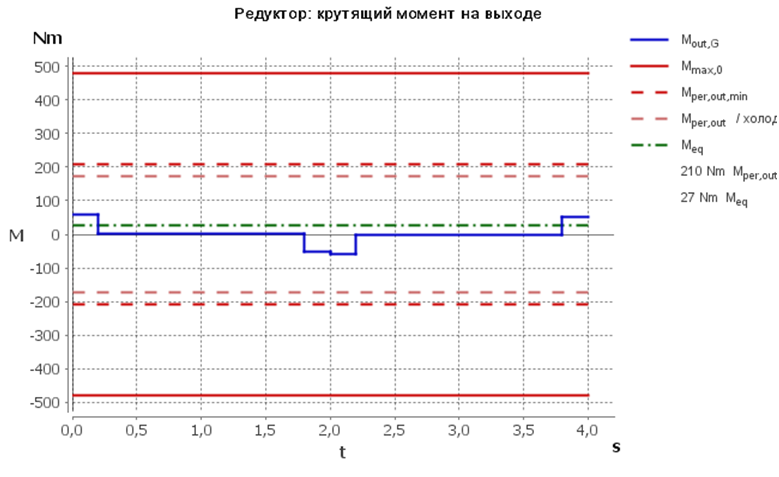 Редуктор: крутящий момент на выходе
Nm
500
400
300
200
100
0
-100
-200
-300
-400
-500
M
0,0 0,5 1,0 1,5 2,0 2,5 3,0 3,5 4,0
t
s
Mout,G
Mmax,0
Mper,out,min
Mper,out / холод
Meq
210 Nm Mper,out
27 Nm Meq